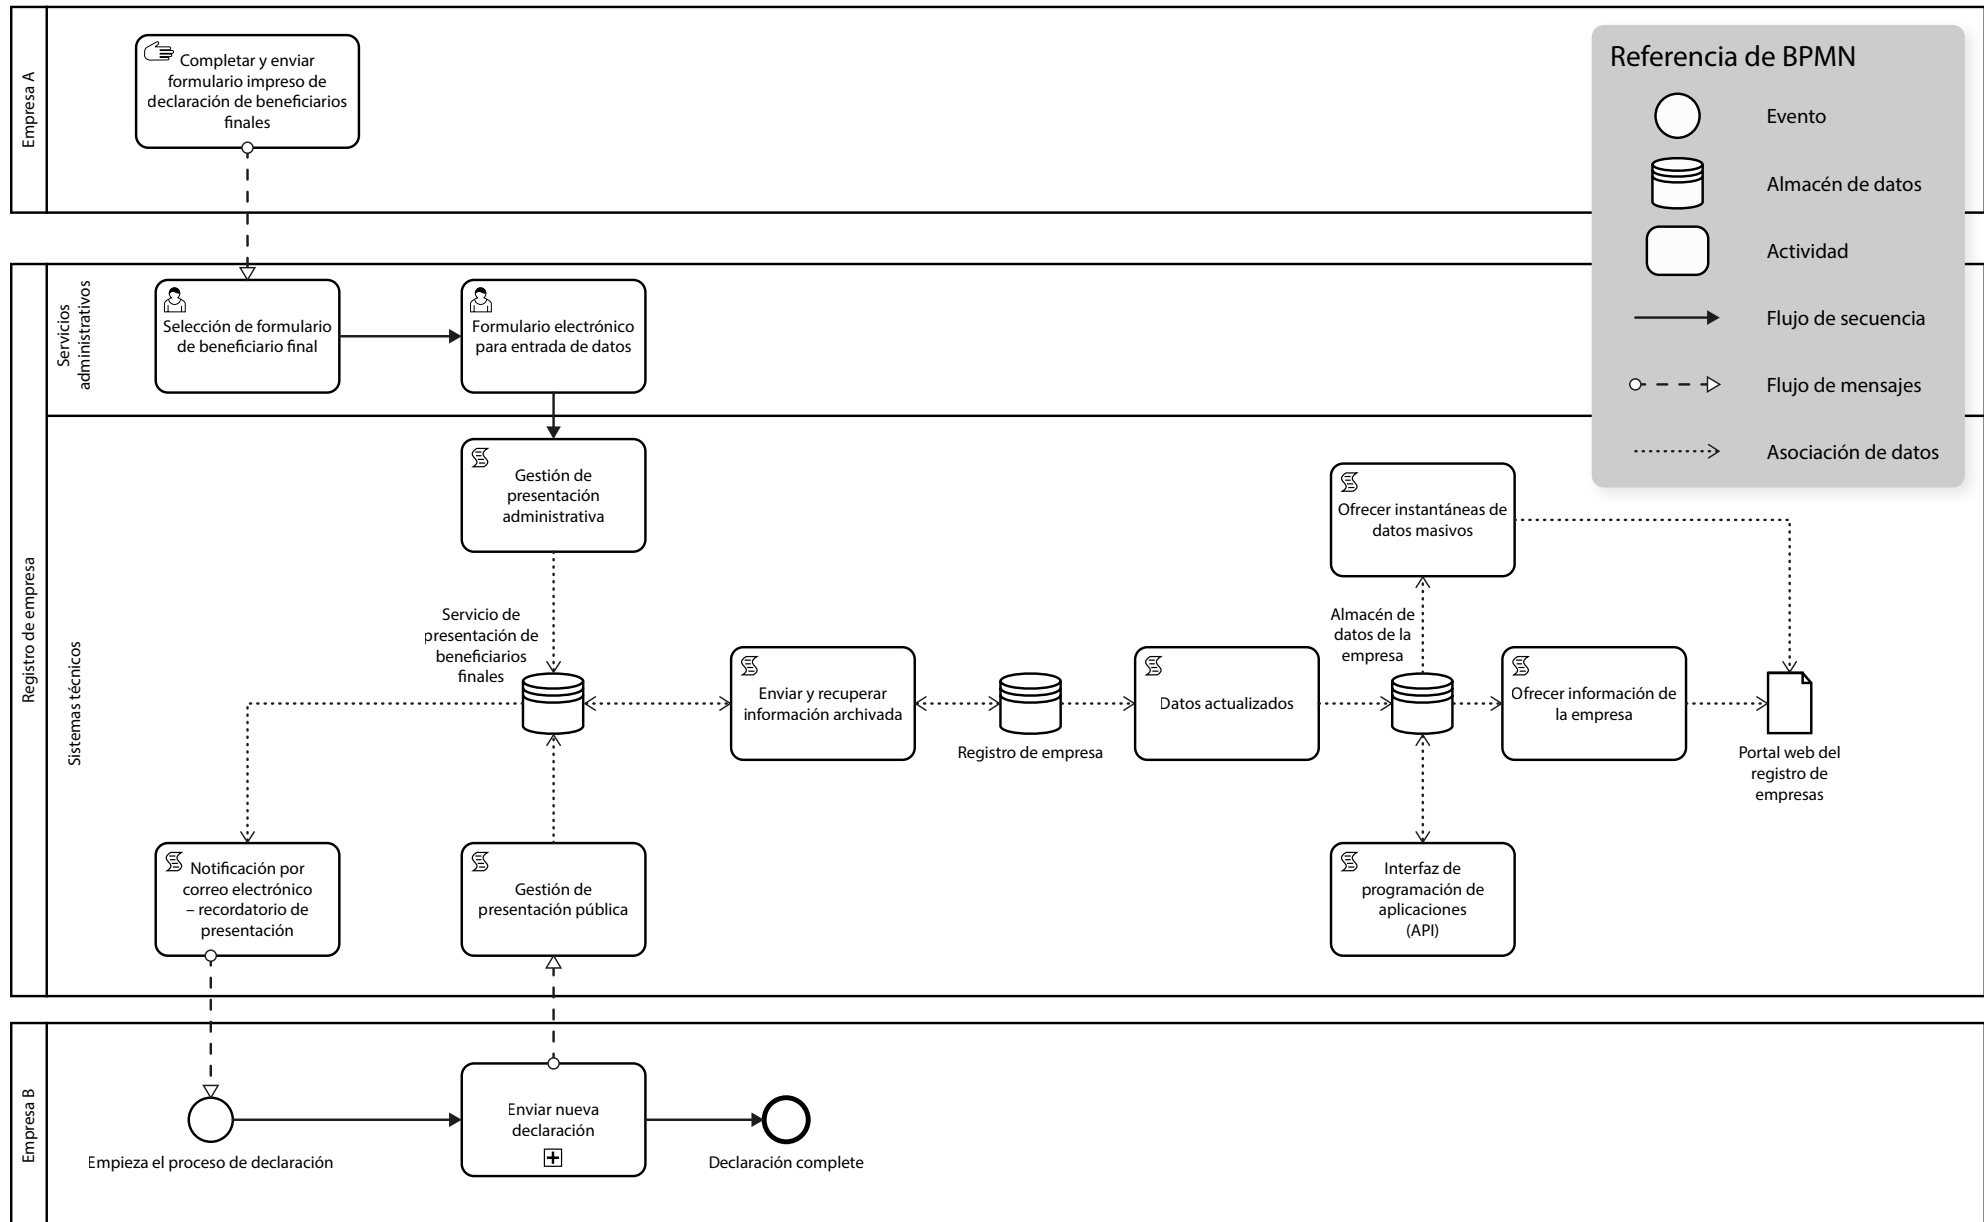 Empresa A
Completar y enviar
formulario impreso de
declaración de beneficiarios
finales
Referencia de BPMN
Evento
Almacén de datos
Actividad
Flujo de secuencia
Flujo de mensajes
Asociación de datos
Registro de empresa
Servicios
administrativos
Selección de formulario
de beneficiario final
Formulario electrónico
para entrada de datos
Sistemas técnicos
Gestión de
presentación
administrativa
Ofrecer instantáneas de
datos masivos
Servicio de
presentación de
beneficiarios
finales
Almacén de
datos de la
empresa
Enviar y recuperar
información archivada
Registro de empresa
Datos actualizados
Ofrecer información de
la empresa
Portal web del
registro de
empresas
Notificación por
correo electrónico
– recordatorio de
presentación
Gestión de
presentación pública
Interfaz de
programación de
aplicaciones
(API)
Empresa B
Empieza el proceso de declaración
Enviar nueva
declaración
Declaración complete